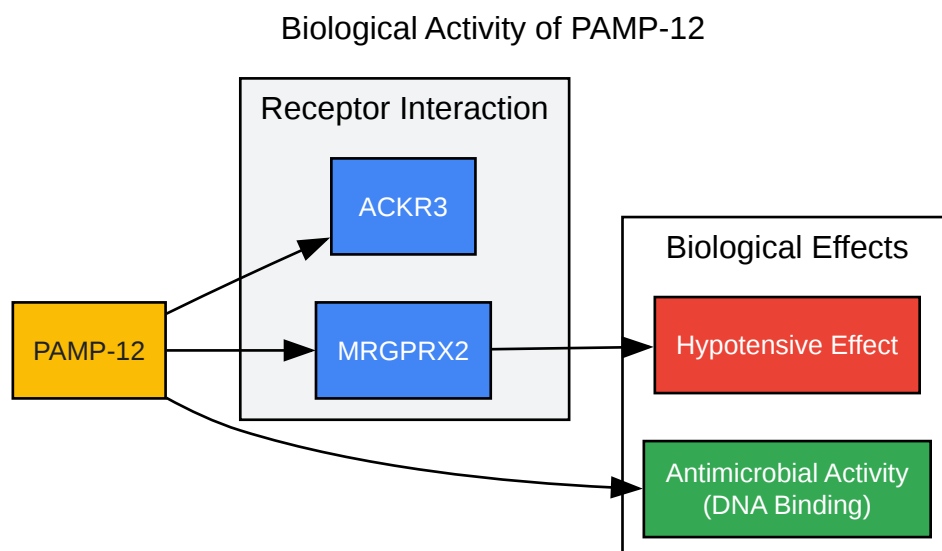 Biological Activity of PAMP-12
Receptor Interaction
ACKR3
Biological Effects
PAMP-12
MRGPRX2
Hypotensive Effect
Antimicrobial Activity
(DNA Binding)